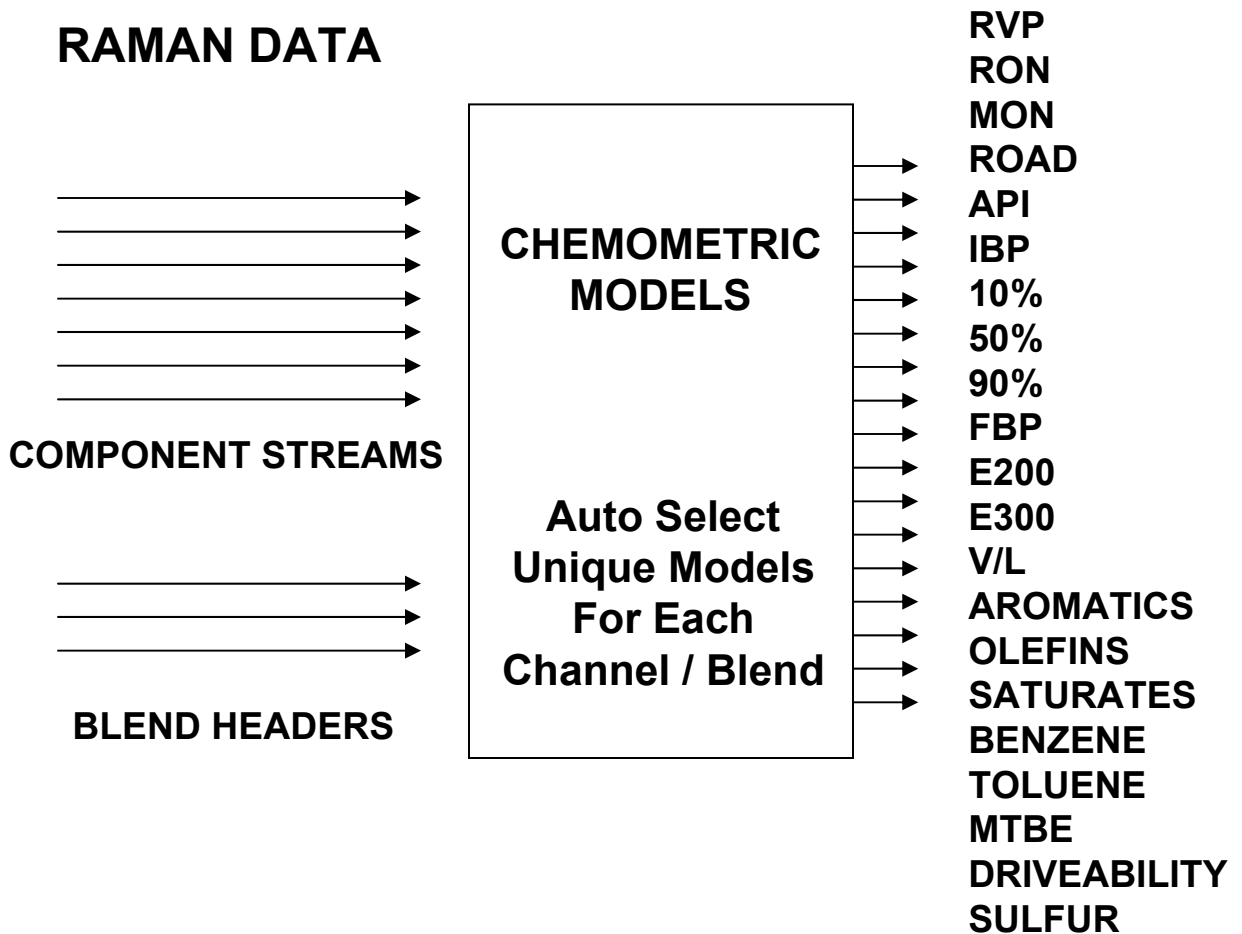 RAMAN DATA
COMPONENT STREAMS
BLEND HEADERS
CHEMOMETRIC
MODELS
Auto Select
Unique Models
For Each
Channel / Blend
RVP
RON
MON
ROAD
API
IBP
10%
50%
90%
FBP
E200
E300
V/L
AROMATICS
OLEFINS
SATURATES
BENZENE
TOLUENE
MTBE
DRIVEABILITY
SULFUR